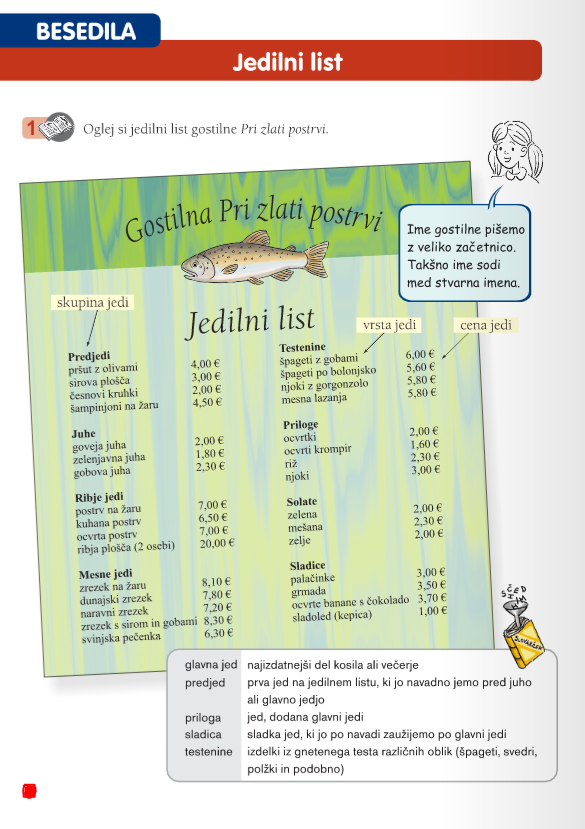 BESEDILA
Jedilni list
1 Oglej si jedilni list gostilne Pri zlati postrvi.
Gostilna Pri zlati postrvi
Ime gostilne pišemo
z veliko začetnico.
Takšno ime sodi
med stvarna imena.
skupina jedi
Jedilni list
vrsta jedi
cena jedi
Predjedi
pršut z olivami 4,00 €
sirova plošča 3,00 €
česnovi kruhki 2,00 €
šampinjoni na žaru 4,50 €
Juhe
goveja juha 2,00 €
zelenjavna juha 1,80 €
gobova juha 2,30 €
Ribje jedi
postrv na žaru 7,00 €
kuhana postrv 6,50 €
ocvrta postrv 7,00 €
ribja plošča (2 osebi) 20,00 €
Mesne jedi
zrezek na žaru 8,10 €
dunajski zrezek 7,80 €
naravni zrezek 7,20 €
zrezek s sirom in gobami 8,30 €
svinjska pečenka 6,30 €
Testenine
špageti z gobami 6,00 €
špageti po bolonjsko 5,60 €
njoki z gorgonzolo 5,80 €
mesna lazanja 5,80 €
Priloge
ocvrtki 2,00 €
ocvrti krompir 1,60 €
riž 2,30 €
njoki 3,00 €
Solate
zelena 2,00 €
mešana 2,30 €
zelje 2,00 €
Sladice
palačinke 3,00 €
grmada 3,50 €
ocvrte banane s čokolado 3,70 €
sladoled (kepica) 1,00 €
glavna jed najizdatnejši del kosila ali večerje
predjed prva jed na jedilnem listu, ki jo navadno jemo pred juho
ali glavno jedjo
priloga jed, dodana glavni jedi
sladica sladka jed, ki jo po navadi zaužijemo po glavni jedi
testenine izdelki iz gnetenega testa različnih oblik (špageti, svedri,
polžki in podobno)